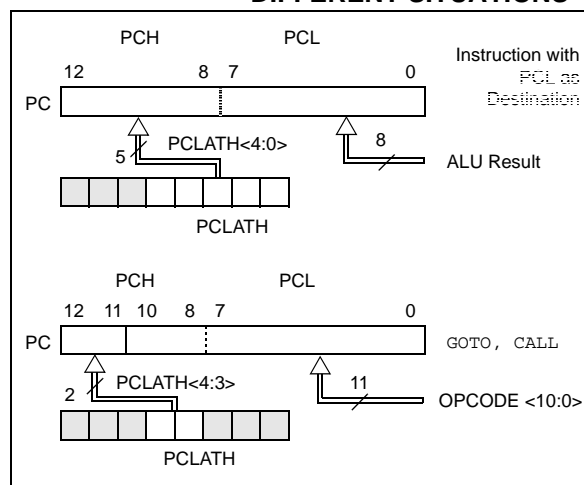 DIFFERENT SITUATIONS
PCH PCL
12 8 7 0
Instruction with
PCL as
Destination
PC
PCLATH<4:0>
5
8
ALU Result
PCLATH
PCH PCL
12 11 10 8 7 0
PC
GOTO, CALL
PCLATH<4:3>
2
11
OPCODE <10:0>
PCLATH